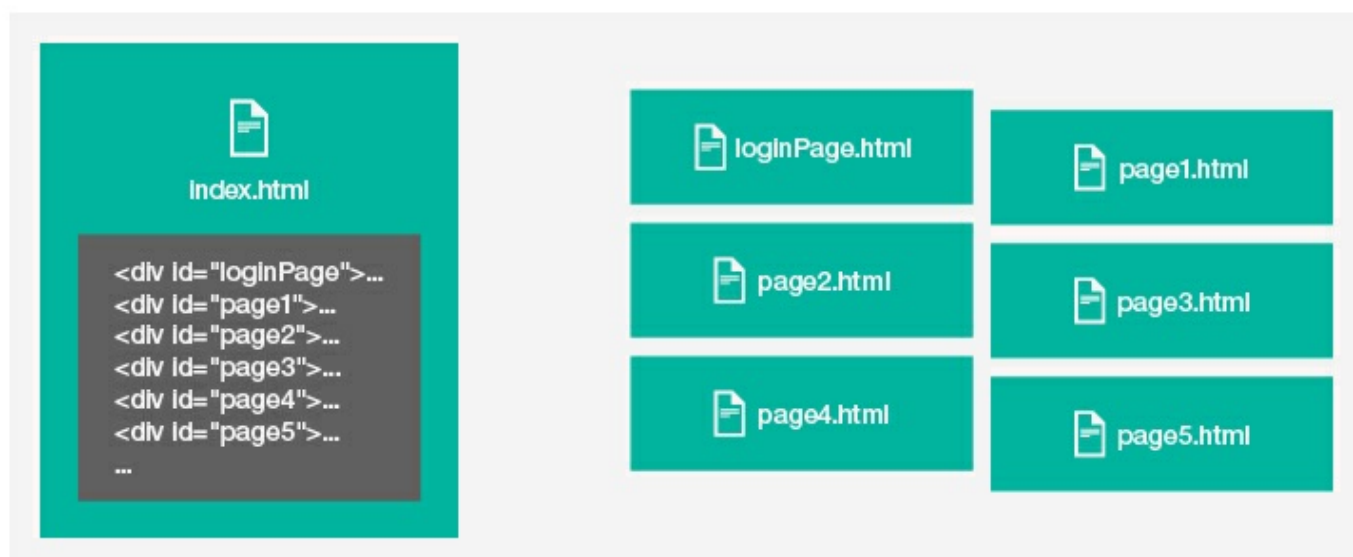 index.html
<div id="loginPage">...
<div id="page1">...
<div id="page2">...
<div id="page3">...
<div id="page4">...
<div id="page5">...
...
loginPage.html
page1.html
page2.html
page3.html
page4.html
page5.html